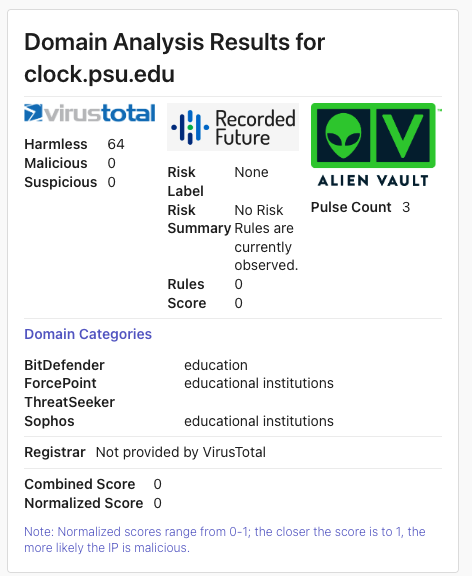 Domain Analysis Results for
clock.psu.edu
virustotal
Harmless 64
Malicious 0
Suspicious 0
Recorded
Future
Risk None
Label
Risk No Risk
Summary Rules are
currently
observed.
Rules 0
Score 0
V
ALIEN VAULT
™
Pulse Count 3
Domain Categories
BitDefender education
ForcePoint educational institutions
ThreatSeeker
Sophos educational institutions
Registrar Not provided by VirusTotal
Combined Score 0
Normalized Score 0
Note: Normalized scores range from 0-1; the closer the score is to 1, the
more likely the IP is malicious.